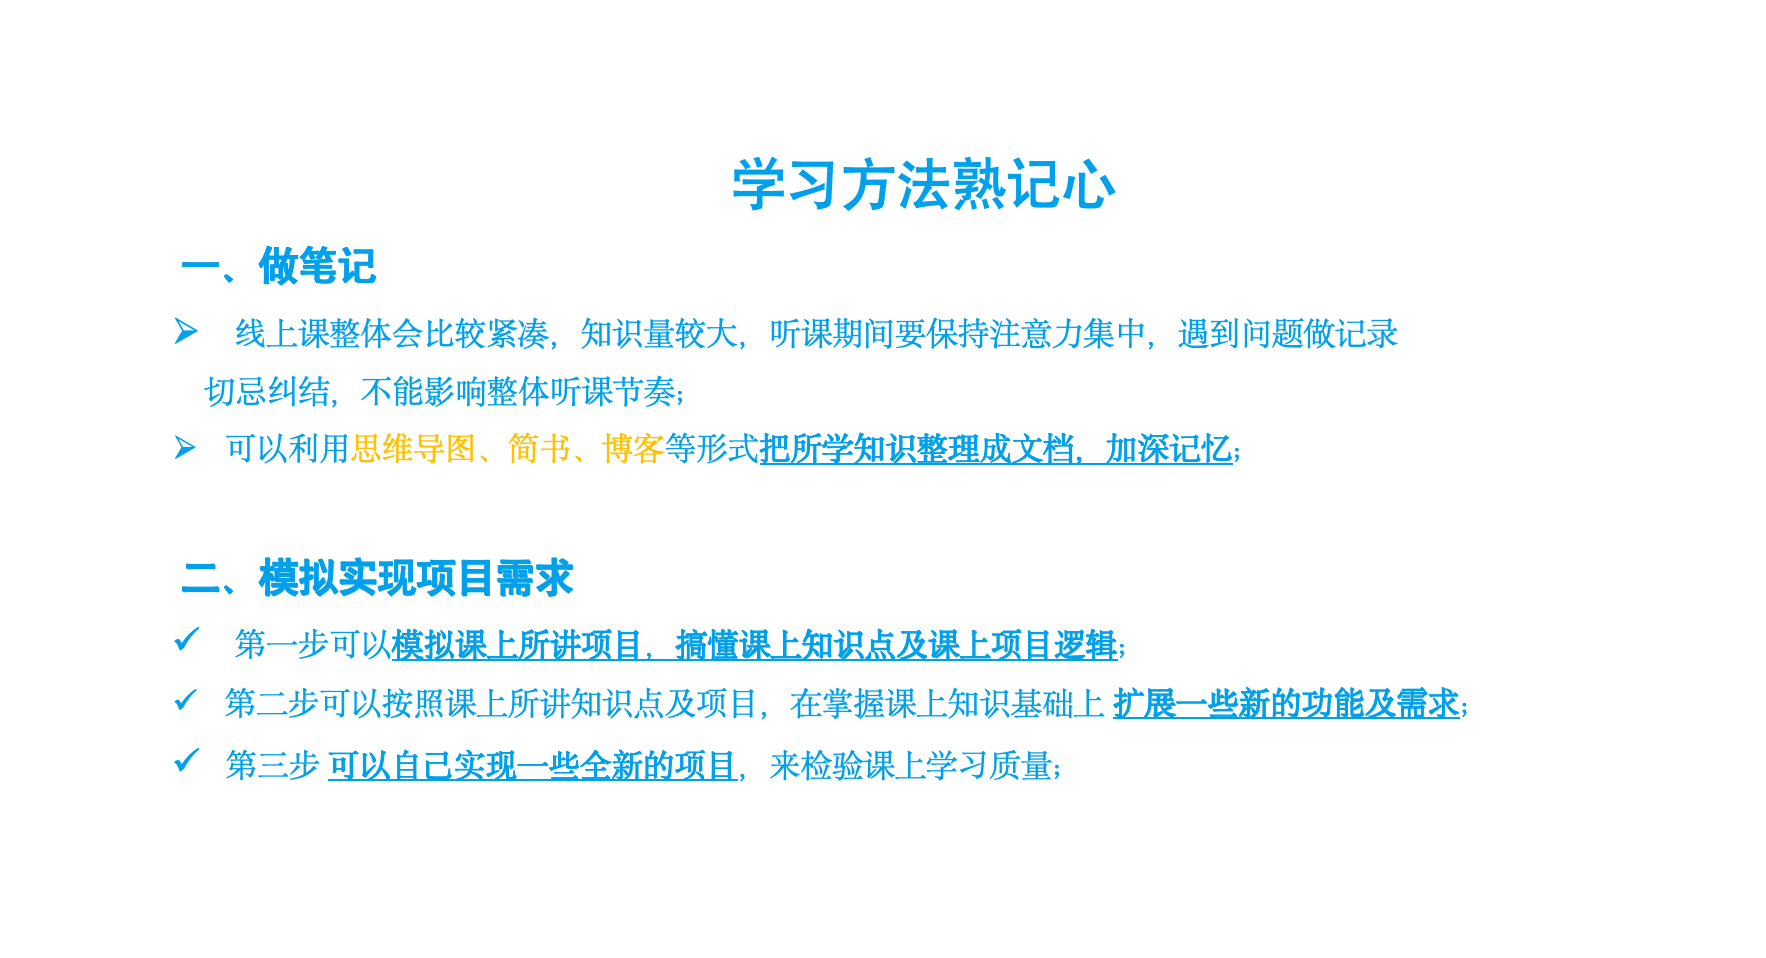 学习方法熟记心
一、做笔记
线上课整体会比较紧凑，知识量较大，听课期间要保持注意力集中，遇到问题做记录
切忌纠结，不能影响整体听课节奏；
可以利用思维导图、简书、博客等形式把所学知识整理成文档，加深记忆；
二、模拟实现项目需求
第一步可以模拟课上所讲项目，搞懂课上知识点及课上项目逻辑；
第二步可以按照课上所讲知识点及项目，在掌握课上知识基础上 扩展一些新的功能及需求；
第三步 可以自己实现一些全新的项目，来检验课上学习质量；